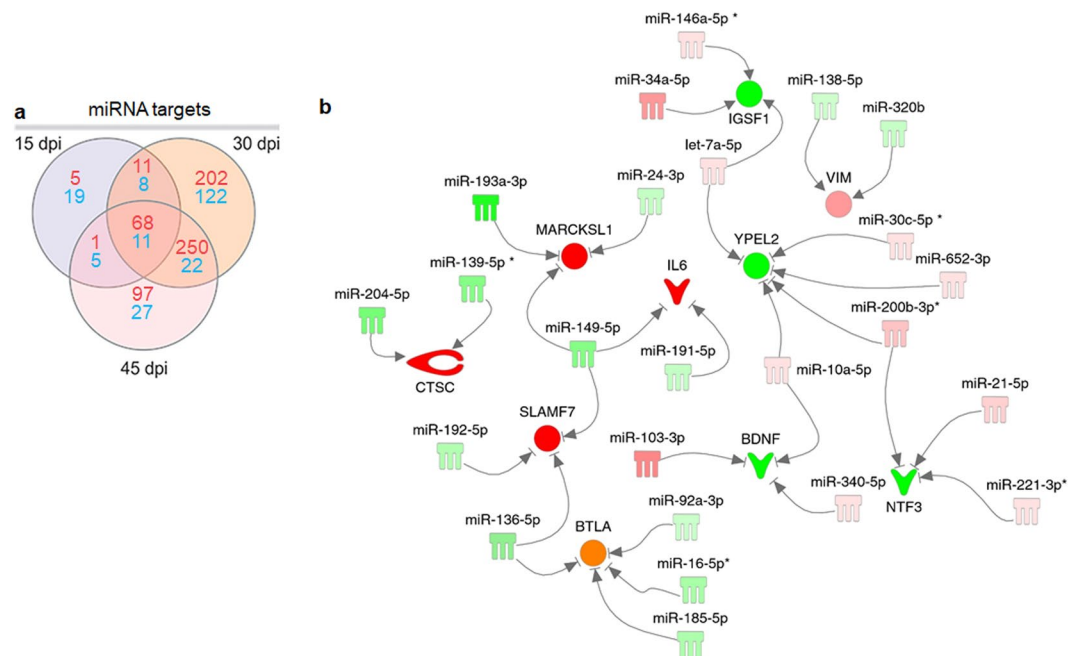 a
miRNA targets
15 dpi
30 dpi
5
19
11
8
202
122
68
11
1
5
250
22
97
27
45 dpi
b
miR-146a-5p *
miR-34a-5p
IGSF1
miR-138-5p
miR-320b
let-7a-5p
VIM
miR-193a-3p
miR-24-3p
MARCKSL1
miR-30c-5p *
YPEL2
miR-139-5p *
IL6
miR-652-3p
miR-204-5p
miR-200b-3p*
miR-149-5p
miR-191-5p
miR-10a-5p
CTSC
miR-21-5p
SLAMF7
miR-192-5p
miR-103-3p
BDNF
miR-340-5p
miR-221-3p*
NTF3
miR-92a-3p
miR-136-5p
BTLA
miR-16-5p*
miR-185-5p